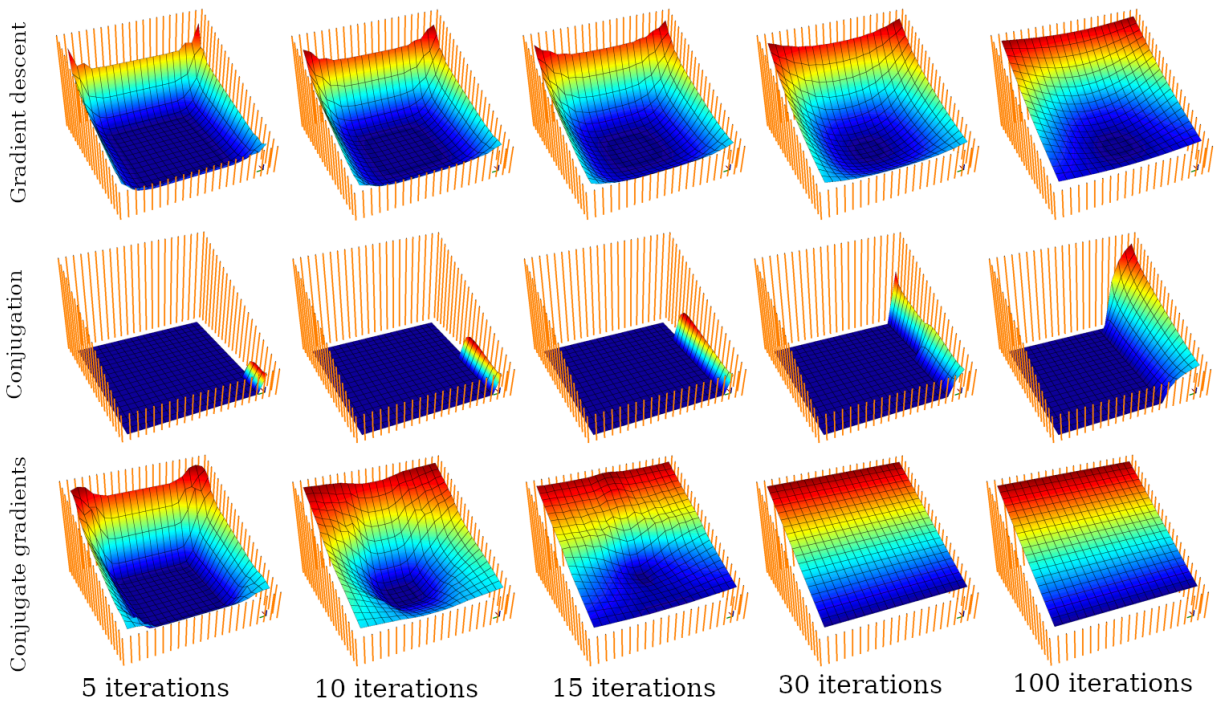 Gradient descent
Conjugation
Conjugate gradients
5 iterations
10 iterations
15 iterations
30 iterations
100 iterations